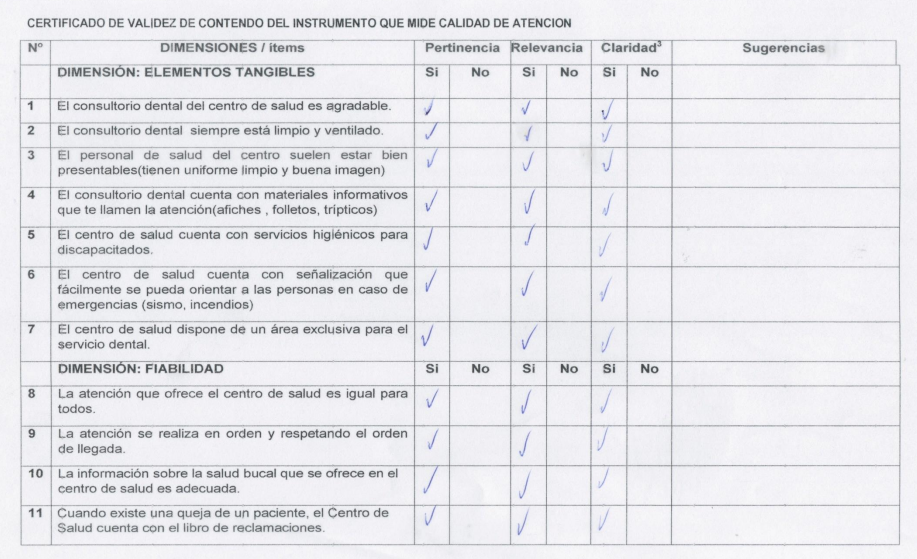 CERTIFICADO DE VALIDEZ DE CONTENDO DEL INSTRUMENTO QUE MIDE CALIDAD DE ATENCION
N° DIMENSIONES / items Pertinencia Relevancia Claridad³ Sugerencias
DIMENSIÓN: ELEMENTOS TANGIBLES Si No Si No Si No
1 El consultorio dental del centro de salud es agradable. ✓ ✓ ✓
2 El consultorio dental siempre está limpio y ventilado. ✓ ✓ ✓
3 El personal de salud del centro suelen estar bien
presentables(tienen uniforme limpio y buena imagen) ✓ ✓ ✓
4 El consultorio dental cuenta con materiales informativos
que te llamen la atención(afiches , folletos, trípticos) ✓ ✓ ✓
5 El centro de salud cuenta con servicios higiénicos para
discapacitados. ✓ ✓ ✓
6 El centro de salud cuenta con señalización que
fácilmente se pueda orientar a las personas en caso de
emergencias (sismo, incendios) ✓ ✓ ✓
7 El centro de salud dispone de un área exclusiva para el
servicio dental. ✓ ✓ ✓
DIMENSIÓN: FIABILIDAD Si No Si No Si No
8 La atención que ofrece el centro de salud es igual para
todos. ✓ ✓ ✓
9 La atención se realiza en orden y respetando el orden
de llegada. ✓ ✓ ✓
10 La información sobre la salud bucal que se ofrece en el
centro de salud es adecuada. ✓ ✓ ✓
11 Cuando existe una queja de un paciente, el Centro de
Salud cuenta con el libro de reclamaciones. ✓ ✓ ✓